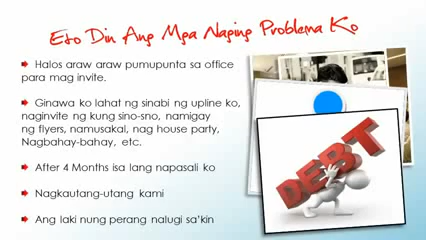 Eto Din Ang Mga Naging Problema Ko
Halos araw araw pumupunta sa office
para mag invite.
Ginawa ko lahat ng sinabi ng upline ko,
naginvite ng kung sino-sno, namigay
ng flyers, namusakal, nag house party,
Nagbahay-bahay, etc.
After 4 Months isa lang napasali ko
Nagkautang-utang kami
Ang laki nung perang nalugi sa'kin
DEBT